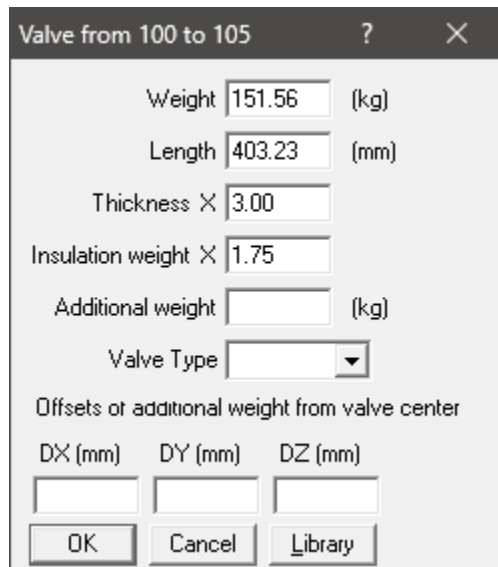 Valve from 100 to 105 ? ×
Weight 151.56 (kg)
Length 403.23 (mm)
Thickness X 3.00
Insulation weight X 1.75
Additional weight (kg)
Valve Type
Offsets of additional weight from valve center
DX (mm) DY (mm) DZ (mm)
OK Cancel Library